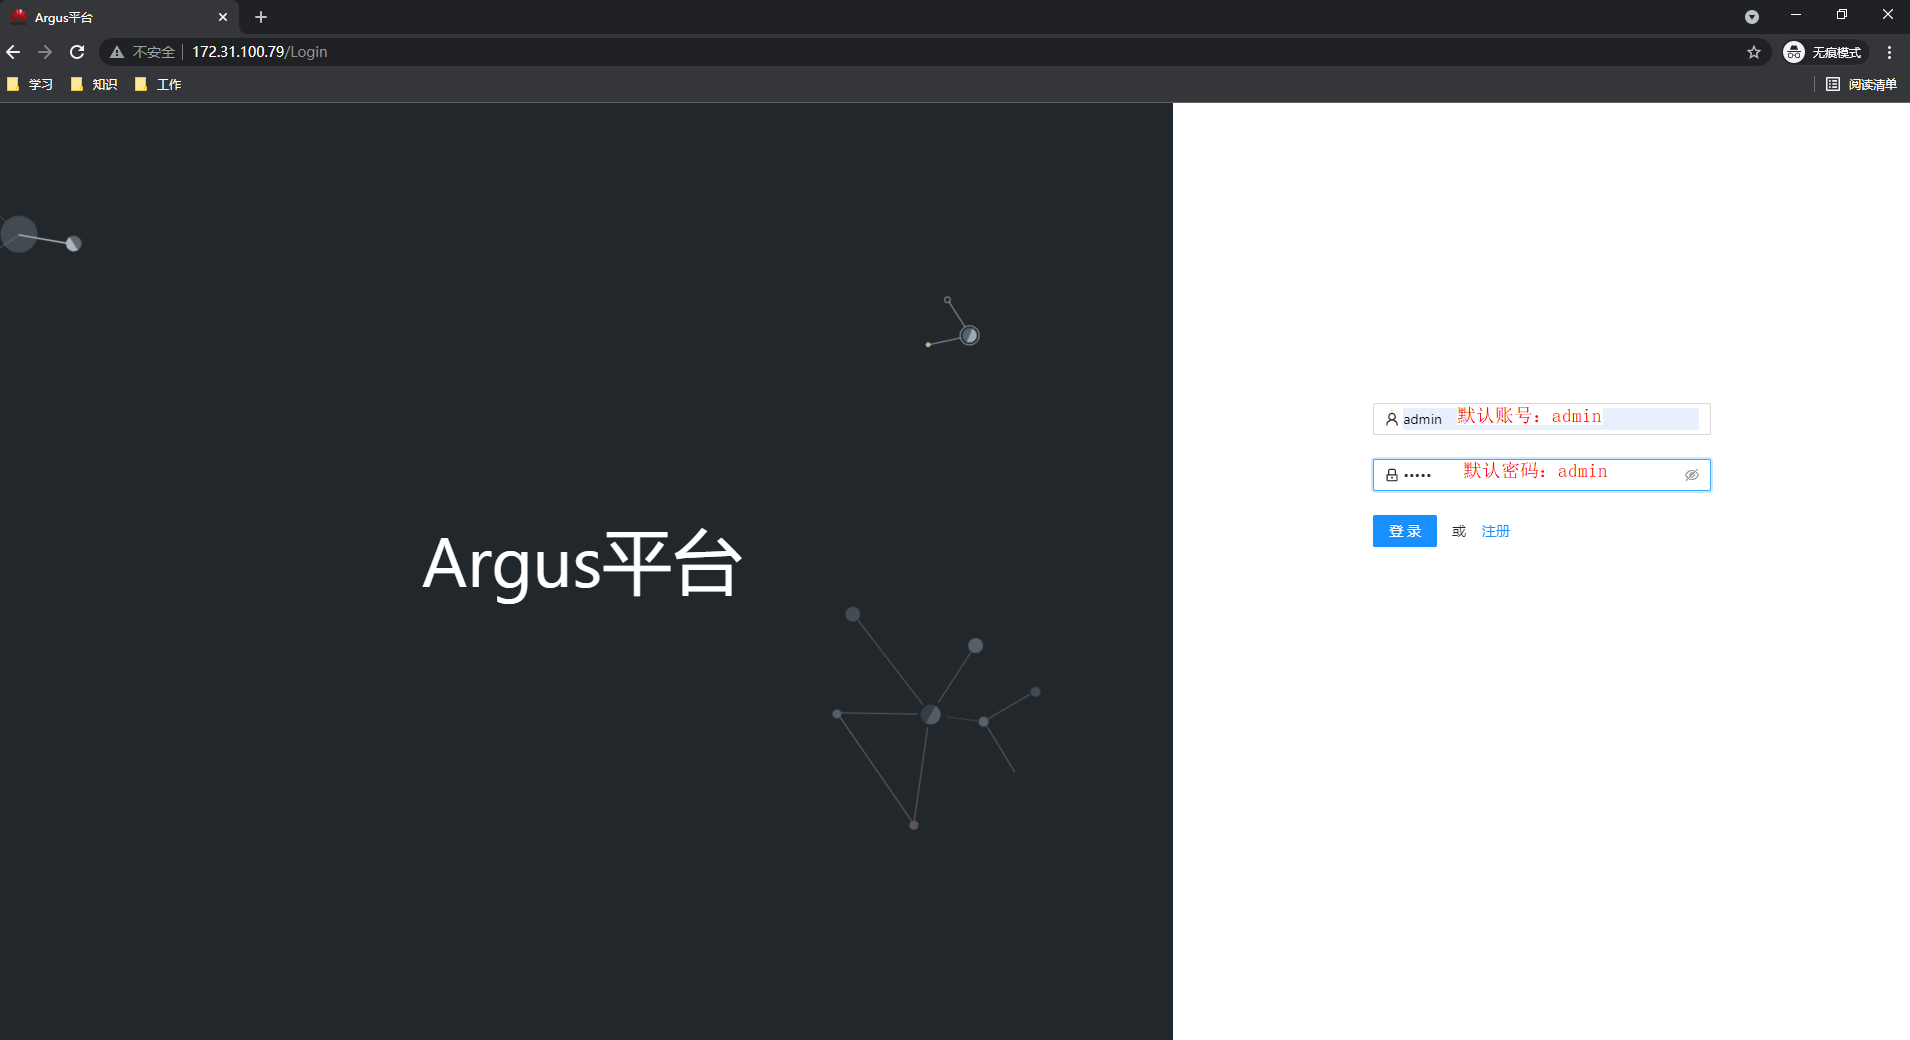 Argus平台
不安全 172.31.100.79/Login
无痕模式
学习 知识 工作
阅读清单
Argus平台
admin 默认账号：admin
••••• 默认密码：admin
登 录 或 注册